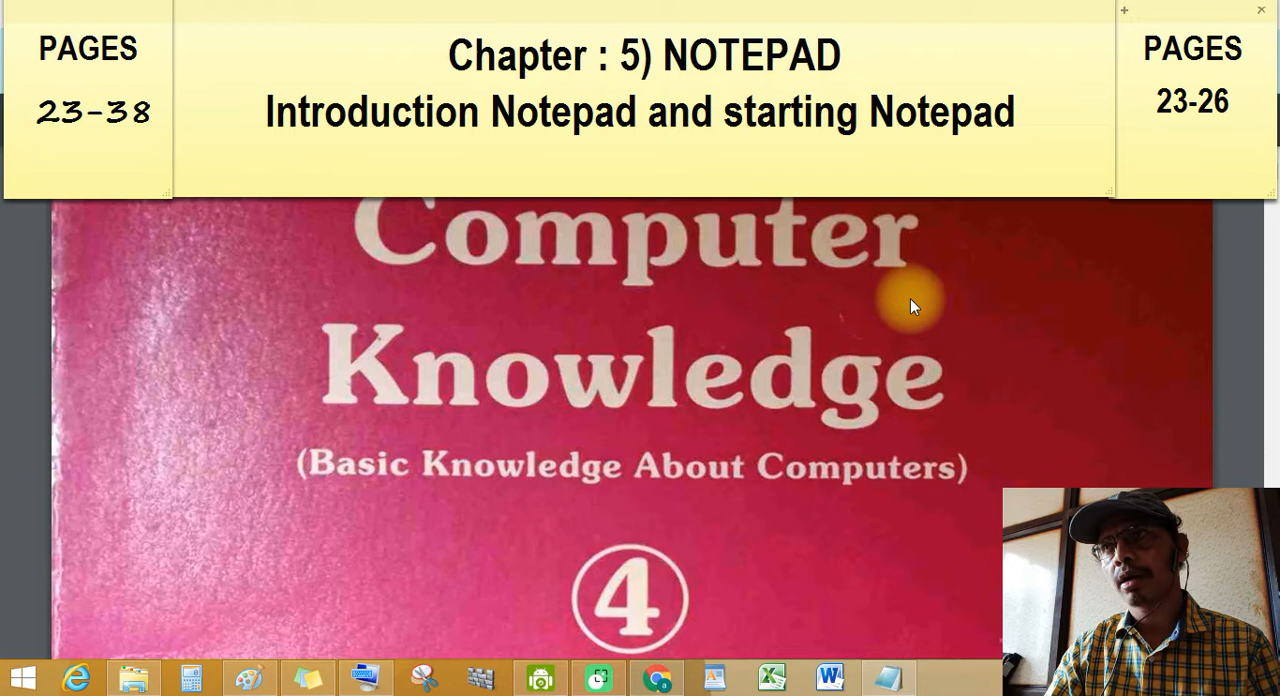 PAGES
23-38
Chapter : 5) NOTEPAD
Introduction Notepad and starting Notepad
PAGES
23-26
Computer
Knowledge
(Basic Knowledge About Computers)
4